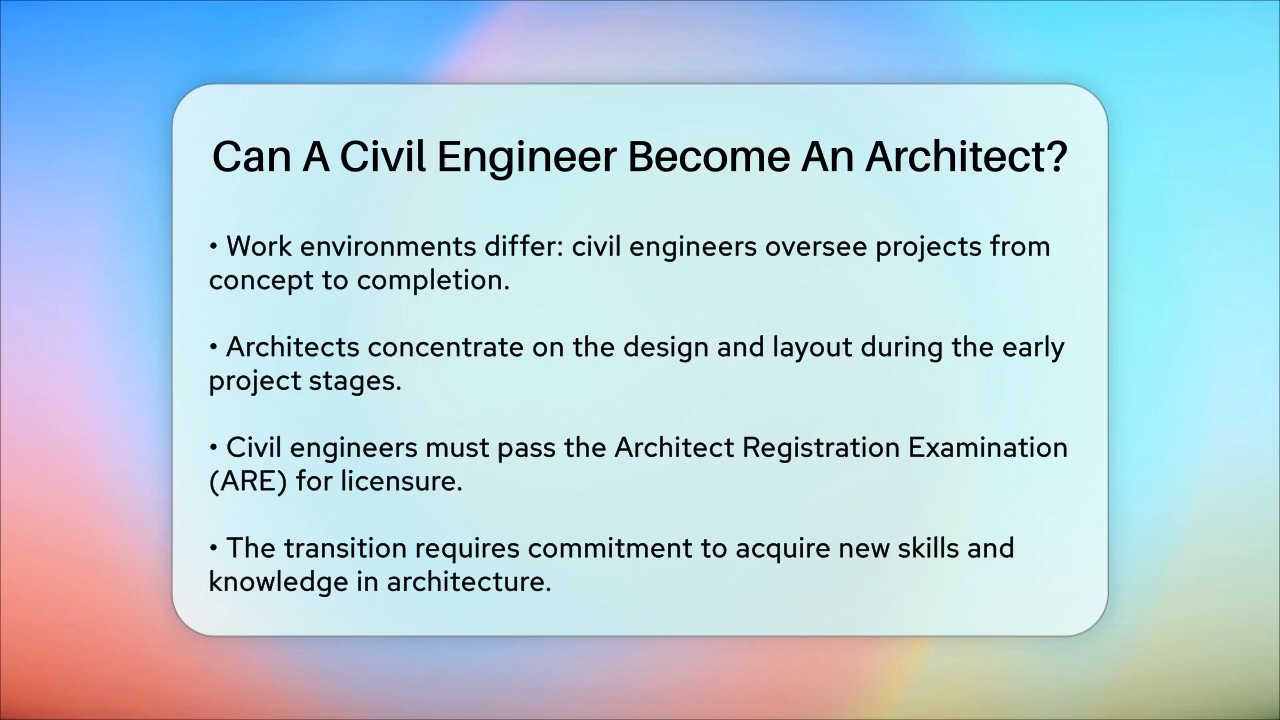 Can A Civil Engineer Become An Architect?
• Work environments differ: civil engineers oversee projects from
concept to completion.
• Architects concentrate on the design and layout during the early
project stages.
• Civil engineers must pass the Architect Registration Examination
(ARE) for licensure.
• The transition requires commitment to acquire new skills and
knowledge in architecture.